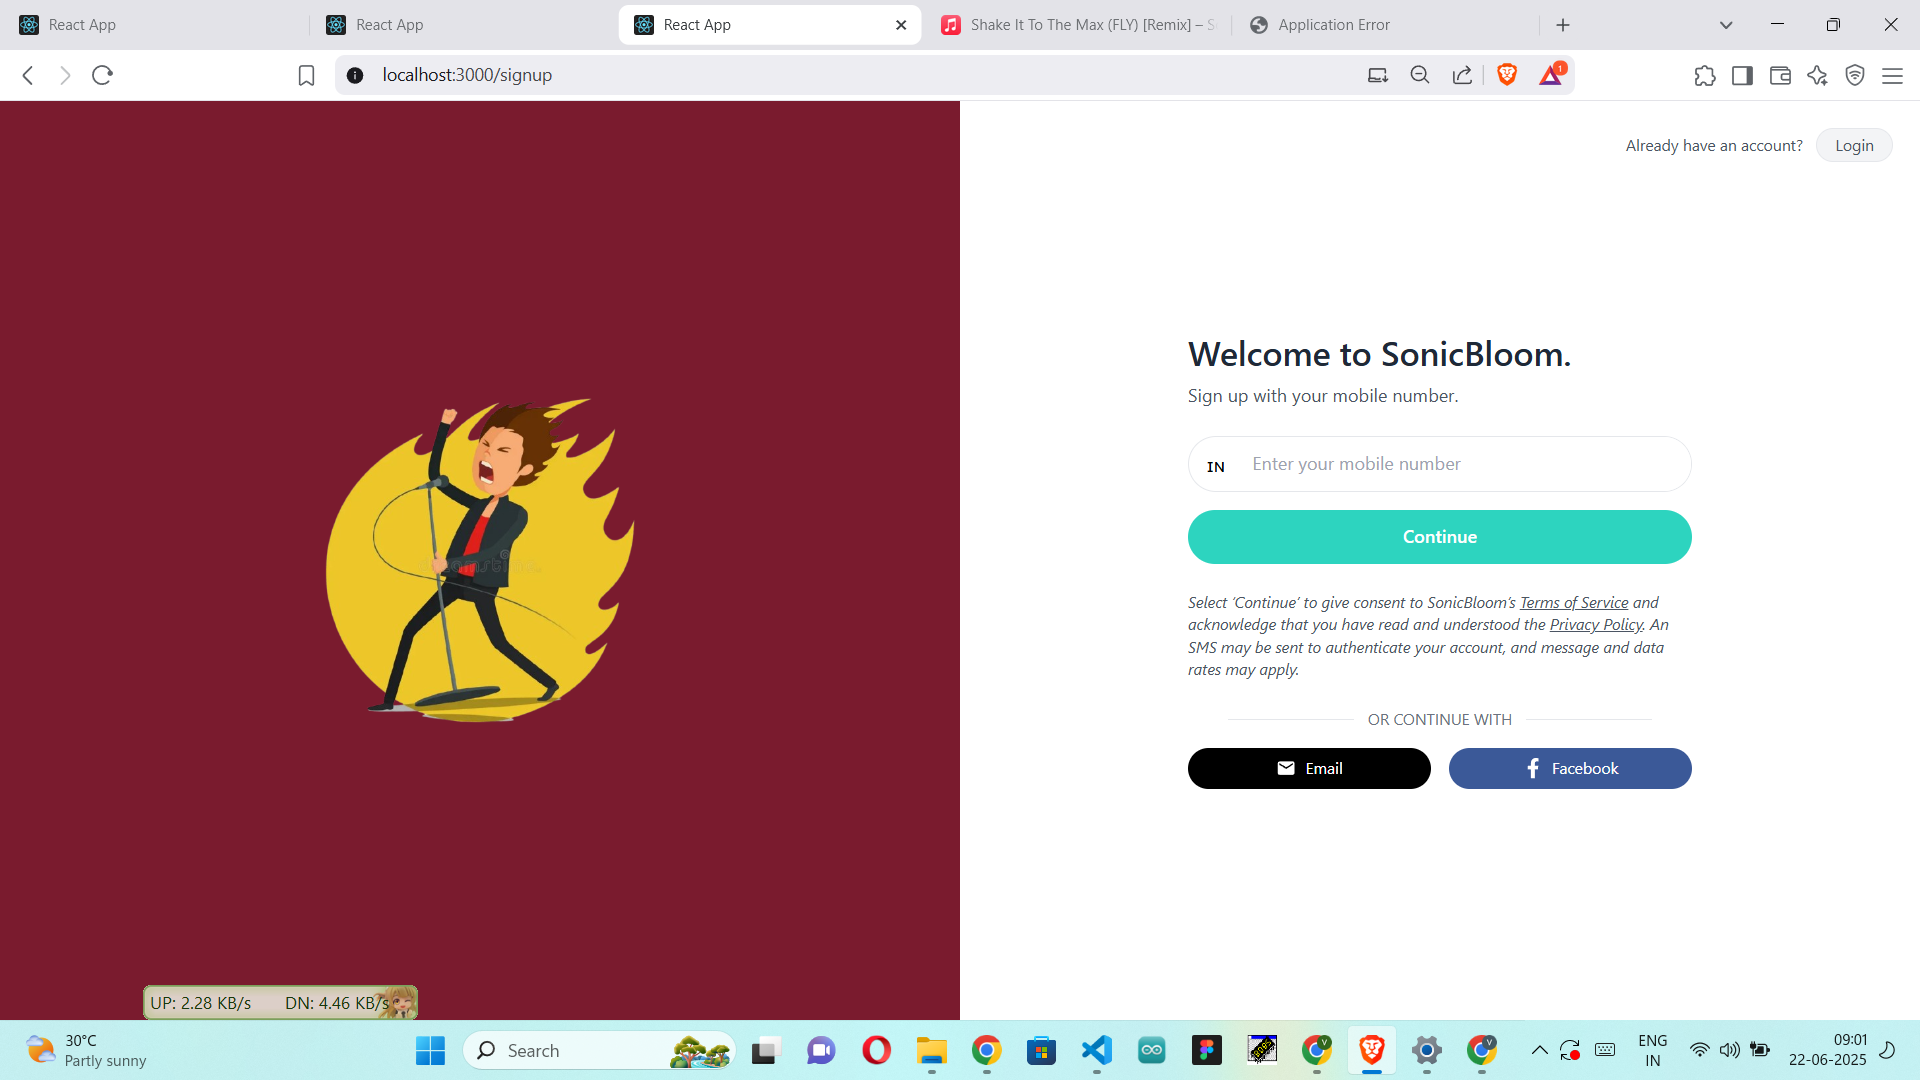 React App
React App
React App
Shake It To The Max (FLY) [Remix] – S
Application Error
localhost:3000/signup
1
Already have an account? Login
Welcome to SonicBloom.
Sign up with your mobile number.
IN Enter your mobile number
Continue
Select ‘Continue’ to give consent to SonicBloom’s Terms of Service and
acknowledge that you have read and understood the Privacy Policy. An
SMS may be sent to authenticate your account, and message and data
rates may apply.
OR CONTINUE WITH
Email
Facebook
UP: 2.28 KB/s DN: 4.46 KB/s
30°C
Partly sunny
Search
V
V
ENG
IN
09:01
22-06-2025